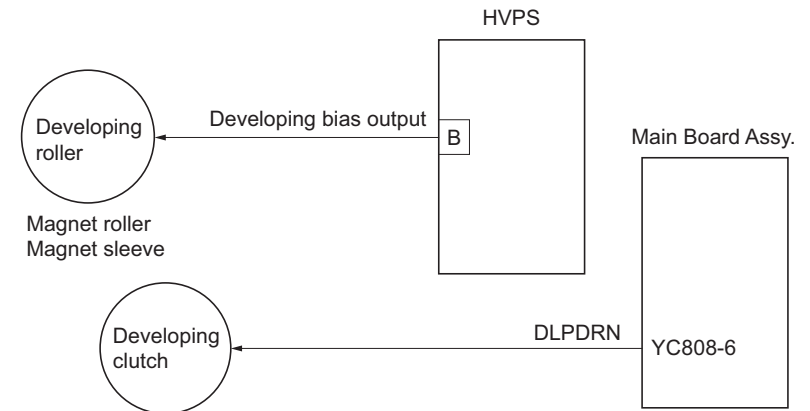 HVPS
Developing
roller
Developing bias output
B
Main Board Assy.
Magnet roller
Magnet sleeve
Developing
clutch
DLPDRN
YC808-6